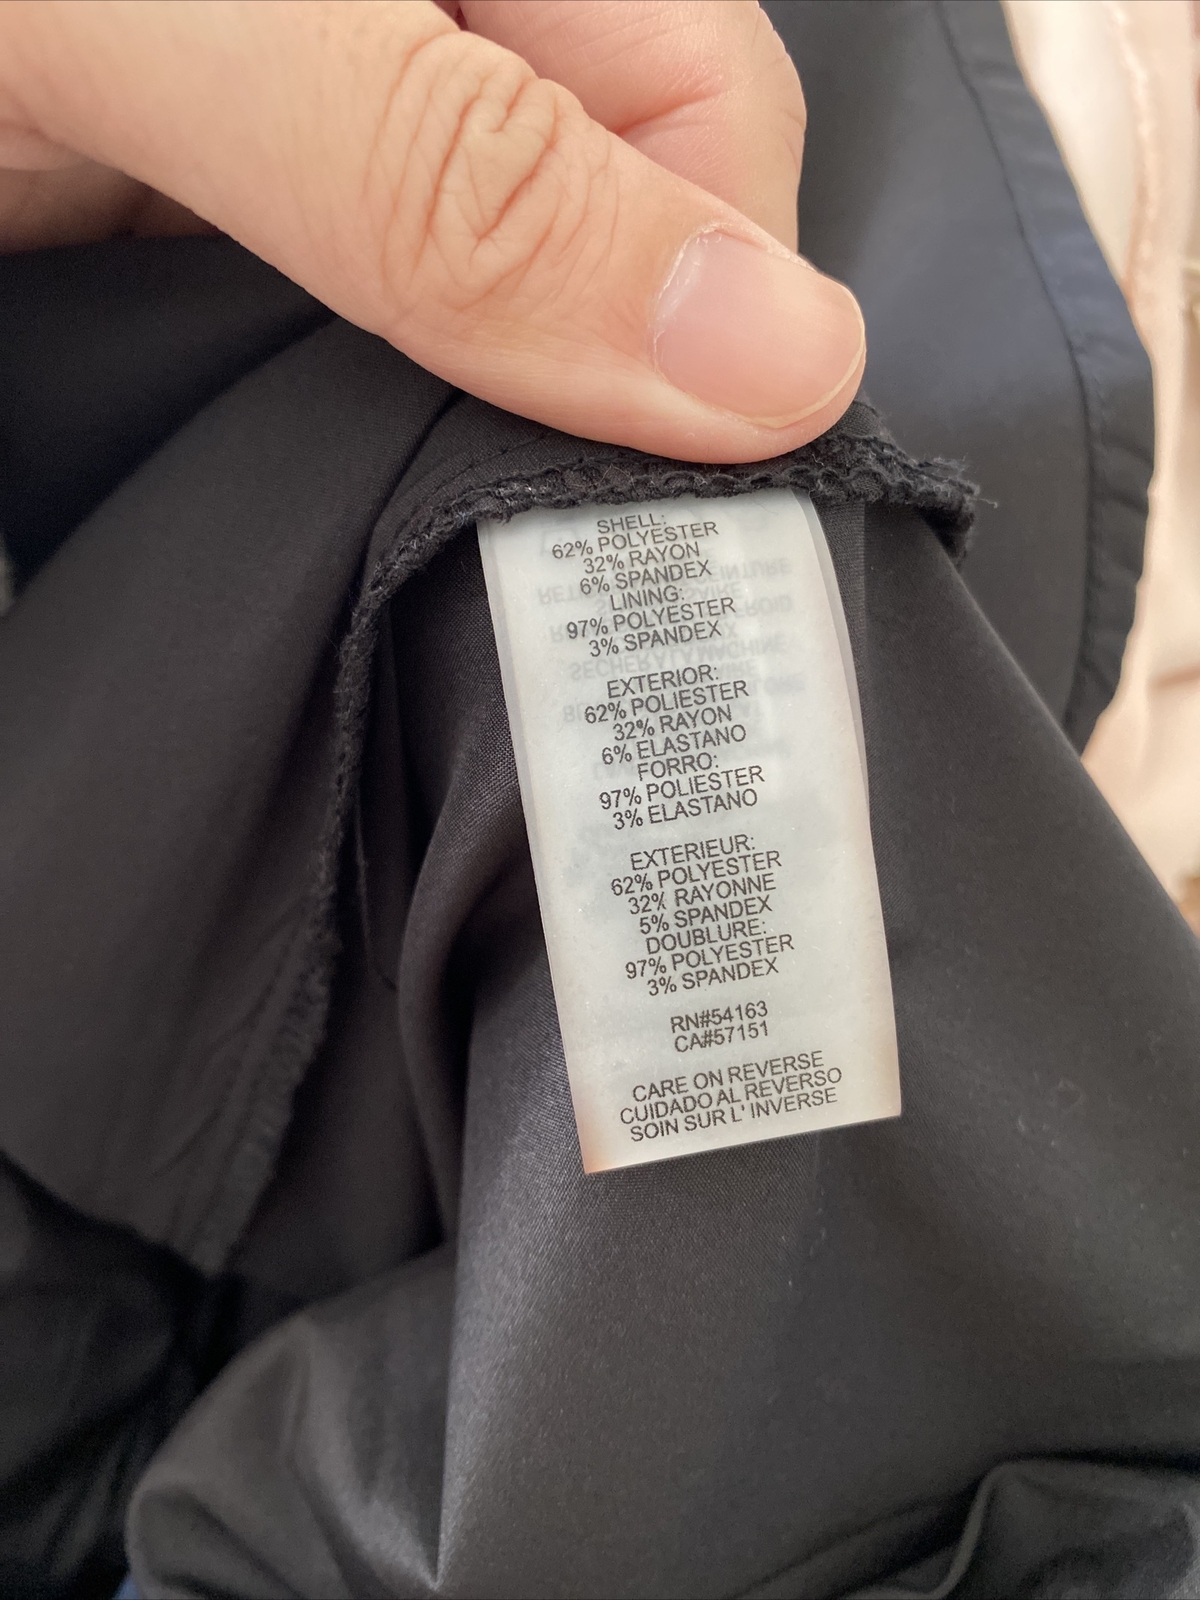 SHELL:
62% POLYESTER
32% RAYON
6% SPANDEX
LINING:
97% POLYESTER
3% SPANDEX
EXTERIOR:
62% POLIESTER
32% RAYON
6% ELASTANO
FORRO:
97% POLIESTER
3% ELASTANO
EXTERIEUR:
62% POLYESTER
32% RAYONNE
5% SPANDEX
DOUBLURE:
97% POLYESTER
3% SPANDEX
RN#54163
CA#57151
CARE ON REVERSE
CUIDADO AL REVERSO
SOIN SUR L' INVERSE